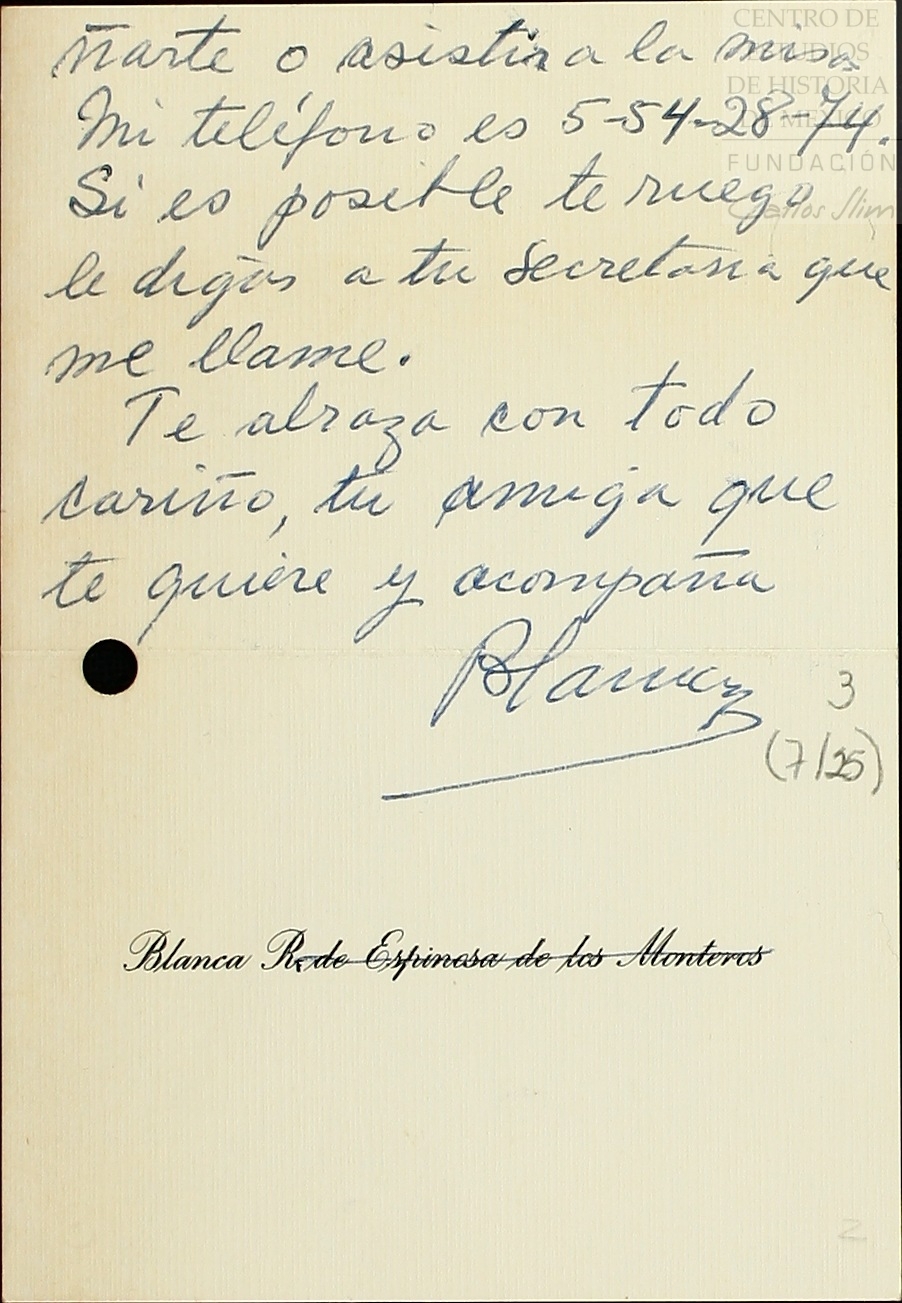 ñarte o asistir a la misa
Mi teléfono es 5-54-28-74.
Si es posible te ruego
le digas a tu secretaria que
me llame.
Te abraza con todo
cariño, tu amiga que
te quiere y acompaña
Blanca
3
(7/25)
Blanca R. de Espinosa de los Monteros
2
CENTRO DE
ESTUDIOS
DE HISTORIA
DE MÉXICO
FUNDACIÓN
Carlos Slim